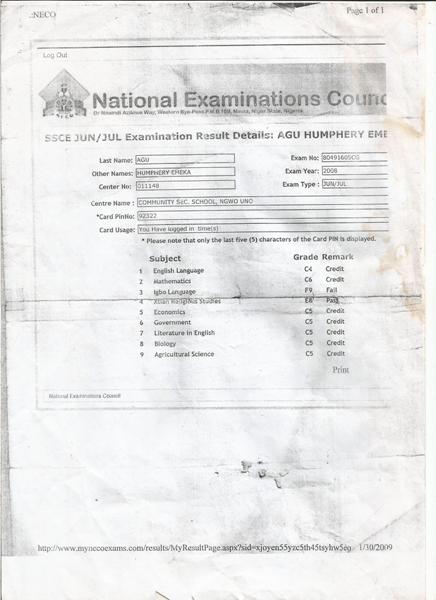 .:NECO
Page 1 of 1
Log Out
National Examinations Counc
Dr Nnamdi Azikiwe Way, Western Bye-Pass P.M.B 159, Minna, Niger State, Nigeria
SSCE JUN/JUL Examination Result Details: AGU HUMPHERY EME
Last Name: AGU Exam No: 80491605CG
Other Names: HUMPHERY EMEKA Exam Year: 2008
Center No: 011148 Exam Type: JUN/JUL
Centre Name: COMMUNITY SEC. SCHOOL, NGWO UNO
*Card PinNo: 92322
Card Usage: You Have logged in time(s)
* Please note that only the last five (5) characters of the Card PIN is displayed.
Subject Grade Remark
1 English Language C4 Credit
2 Mathematics C6 Credit
3 Igbo Language F9 Fail
4 Xtian Religious Studies E8 Pass
5 Economics C5 Credit
6 Government C5 Credit
7 Literature in English C5 Credit
8 Biology C5 Credit
9 Agricultural Science C5 Credit
Print
National Examinations Council
http://www.mynecoexams.com/results/MyResultPage.aspx?sid=xjoyen55yzc5th45tsyhw5eg 1/30/2009